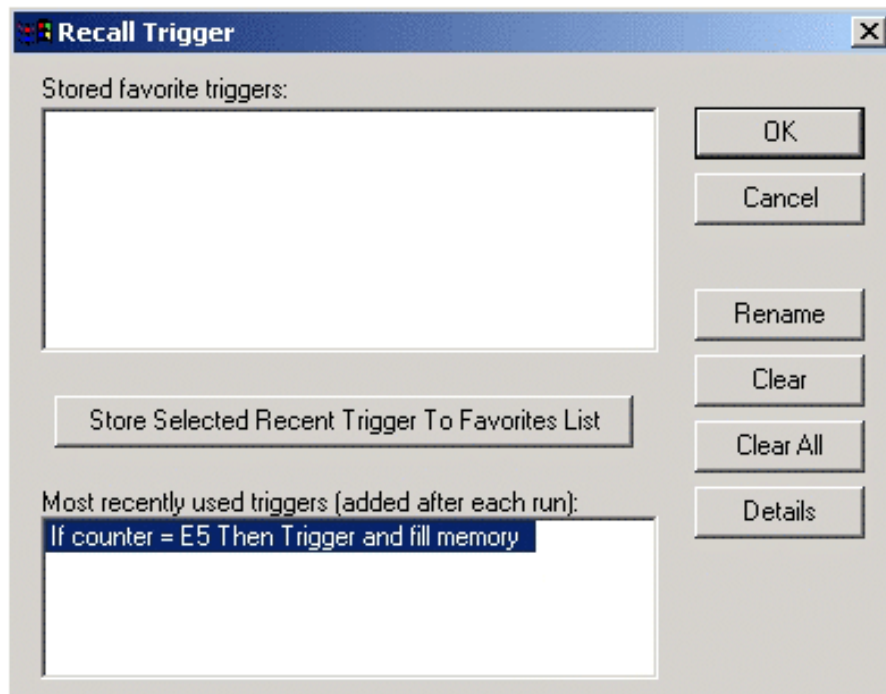 Recall Trigger
Stored favorite triggers:
OK
Cancel
Rename
Clear
Store Selected Recent Trigger To Favorites List
Clear All
Most recently used triggers (added after each run):
Details
If counter = E5 Then Trigger and fill memory